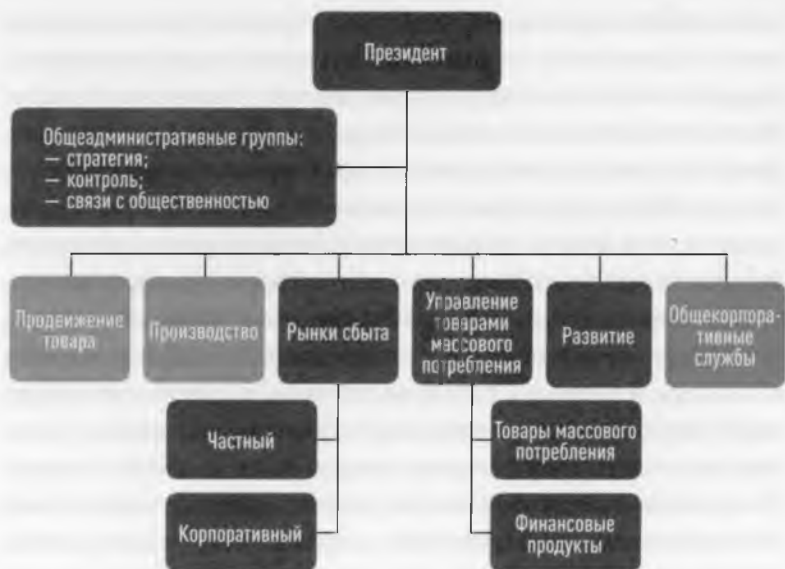 Президент
Общеадминистративные группы:
— стратегия;
— контроль;
— связи с общественностью
Продвижение
товара
Производство
Рынки сбыта
Управление
товарами
массового
потребления
Развитие
Общекорпора-
тивные
службы
Частный
Товары массового
потребления
Корпоративный
Финансовые
продукты